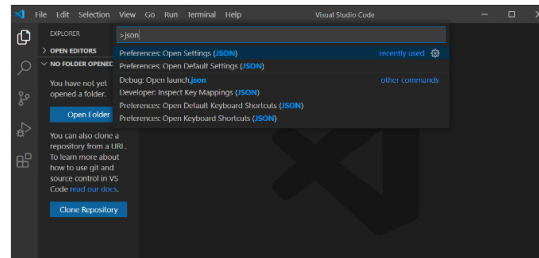 File Edit Selection View Go Run Terminal Help Visual Studio Code
EXPLORER
>json
OPEN EDITORS
Preferences: Open Settings (JSON) recently used
NO FOLDER OPENED
Preferences: Open Default Settings (JSON)
Debug: Open launch.json other commands
Developer: Inspect Key Mappings (JSON)
Preferences: Open Default Keyboard Shortcuts (JSON)
Preferences: Open Keyboard Shortcuts (JSON)
You have not yet
opened a folder.
Open Folder
You can also clone a
repository from a URL.
To learn more about
how to use git and
source control in VS
Code read our docs.
Clone Repository